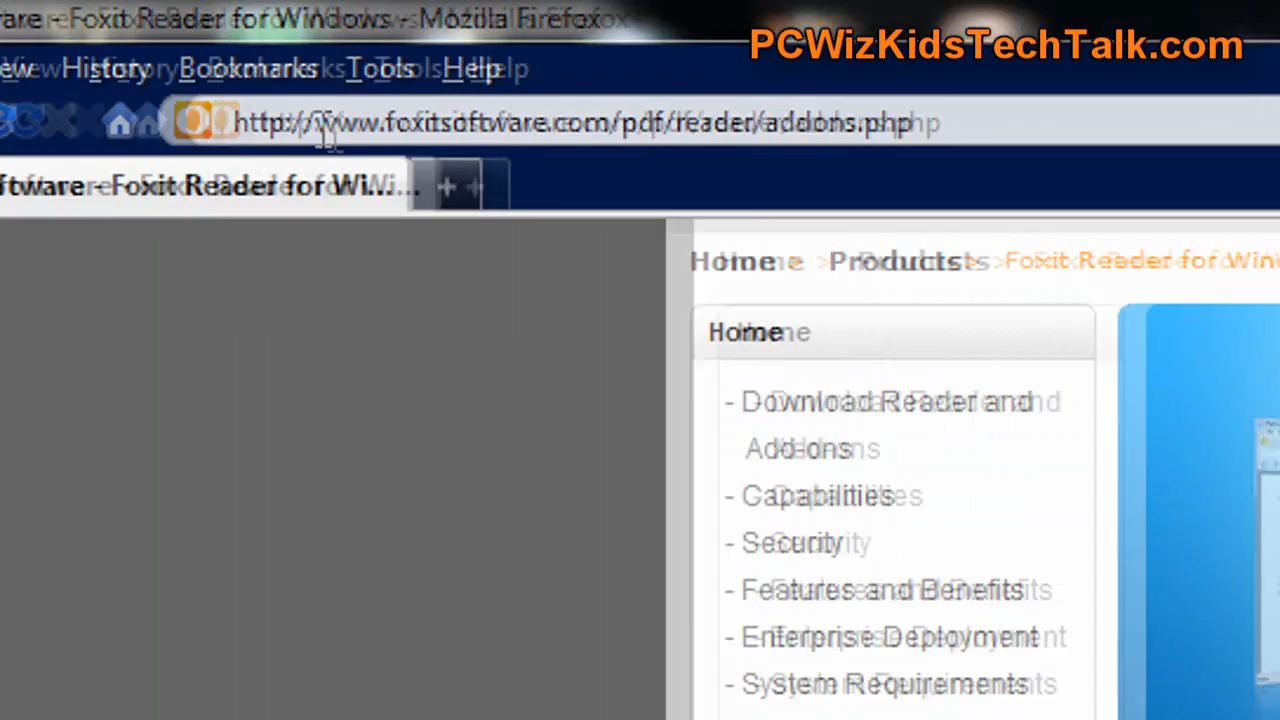 are - Foxit Reader for Windows - Mozilla Firefox
PCWizKidsTechTalk.com
ew History Bookmarks Tools Help
http://www.foxitsoftware.com/pdf/reader/addons.php
ftware - Foxit Reader for Wi...
Home > Products > Foxit Reader for Win
Home
- Download Reader and
Add-ons
- Capabilities
- Security
- Features and Benefits
- Enterprise Deployment
- System Requirements